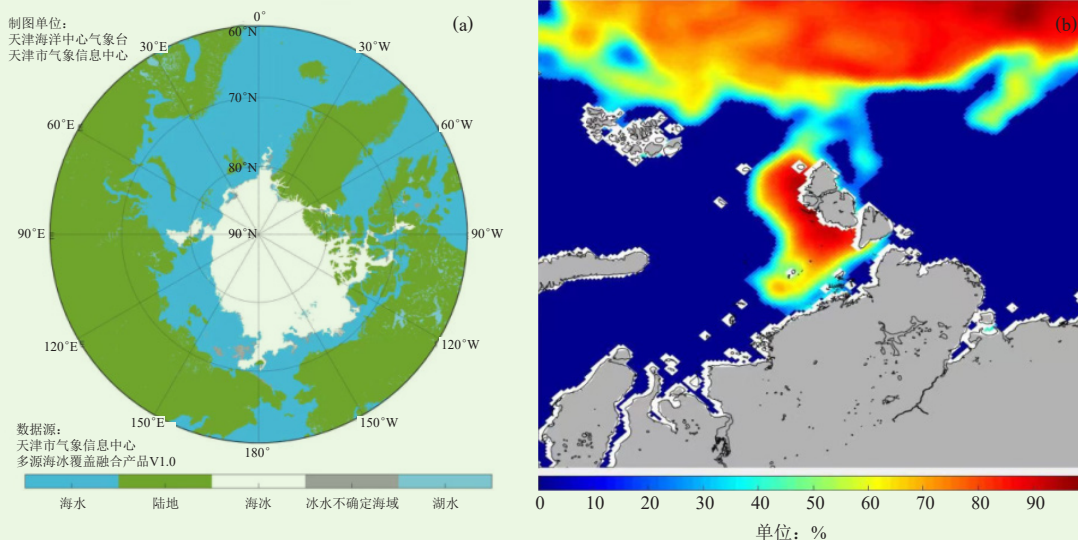 制图单位：
天津海洋中心气象台
天津市气象信息中心
(a)
0°
60°N
30°E
30°W
70°N
60°E
60°W
80°N
90°E
90°N
90°W
120°E
120°W
150°E
150°W
180°
数据源：
天津市气象信息中心
多源海冰覆盖融合产品V1.0
海水
陆地
海冰
冰水不确定海域
湖水
(b)
0
10
20
30
40
50
60
70
80
90
单位：%